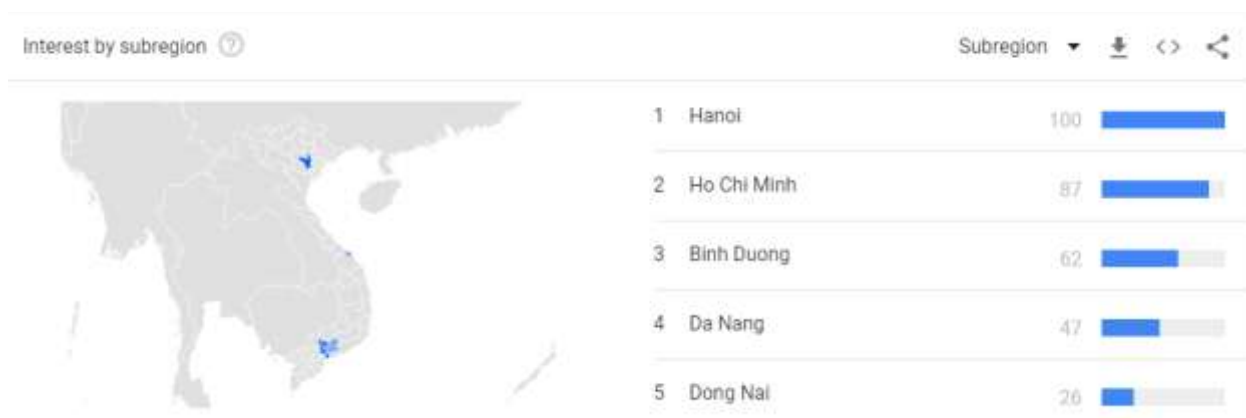 Interest by subregion ?
Subregion
1 Hanoi 100
2 Ho Chi Minh 87
3 Binh Duong 62
4 Da Nang 47
5 Dong Nai 26